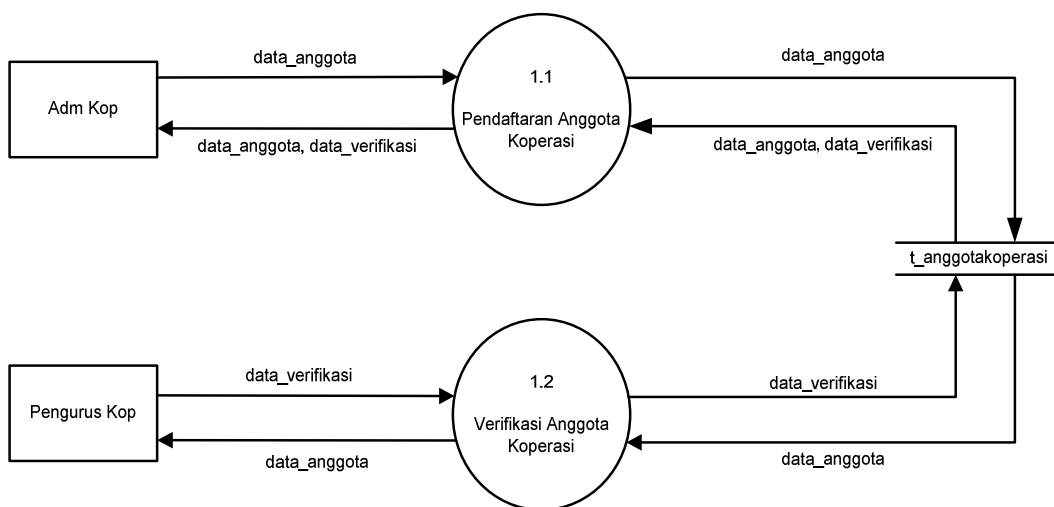 data_anggota
data_anggota
1.1
Adm Kop
Pendaftaran Anggota
Koperasi
data_anggota, data_verifikasi
data_anggota, data_verifikasi
t_anggotakoperasi
data_verifikasi
1.2
data_verifikasi
Pengurus Kop
Verifikasi Anggota
Koperasi
data_anggota
data_anggota